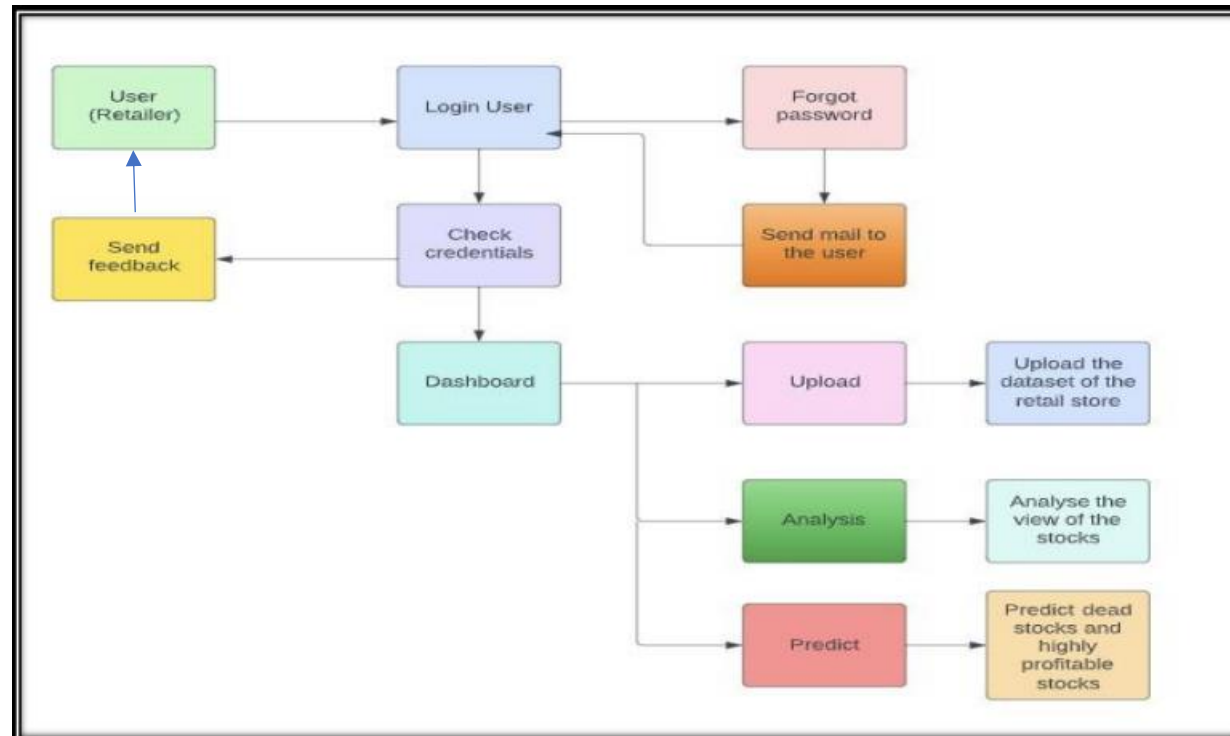 User
(Retailer)
Login User
Forgot
password
Send
feedback
Check
credentials
Send mail to
the user
Dashboard
Upload
Upload the
dataset of the
retail store
Analysis
Analyse the
view of the
stocks
Predict
Predict dead
stocks and
highly
profitable
stocks